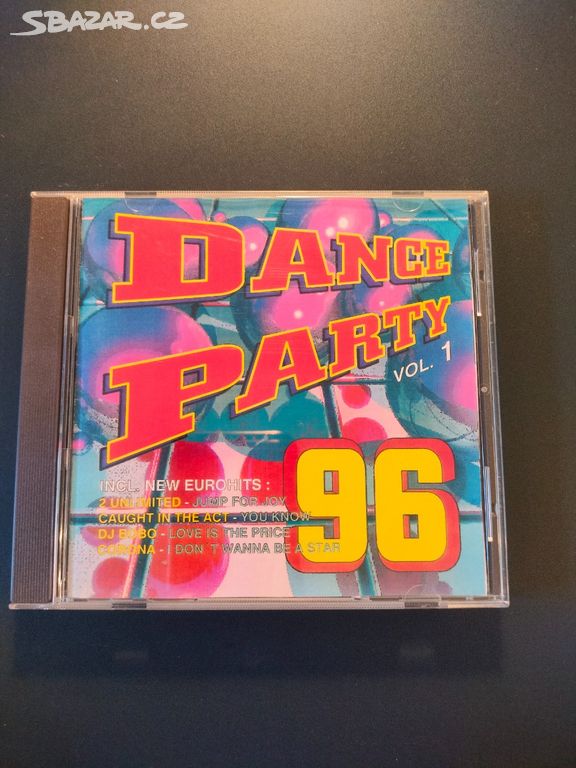 SBAZAR.CZ
DANCE
PARTY
VOL. 1
96
INCL. NEW EUROHITS :
2 UNLIMITED - JUMP FOR JOY
CAUGHT IN THE ACT - YOU KNOW
DJ BOBO - LOVE IS THE PRICE
CORONA - I DON´T WANNA BE A STAR